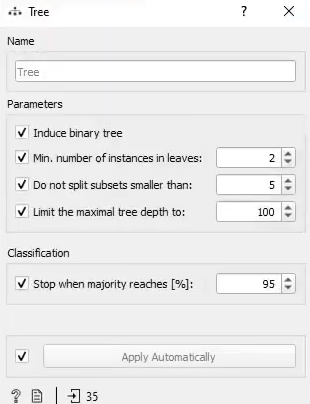 Tree
?
Name
Tree
Parameters
Induce binary tree
Min. number of instances in leaves: 2
Do not split subsets smaller than: 5
Limit the maximal tree depth to: 100
Classification
Stop when majority reaches [%]: 95
Apply Automatically
? 35